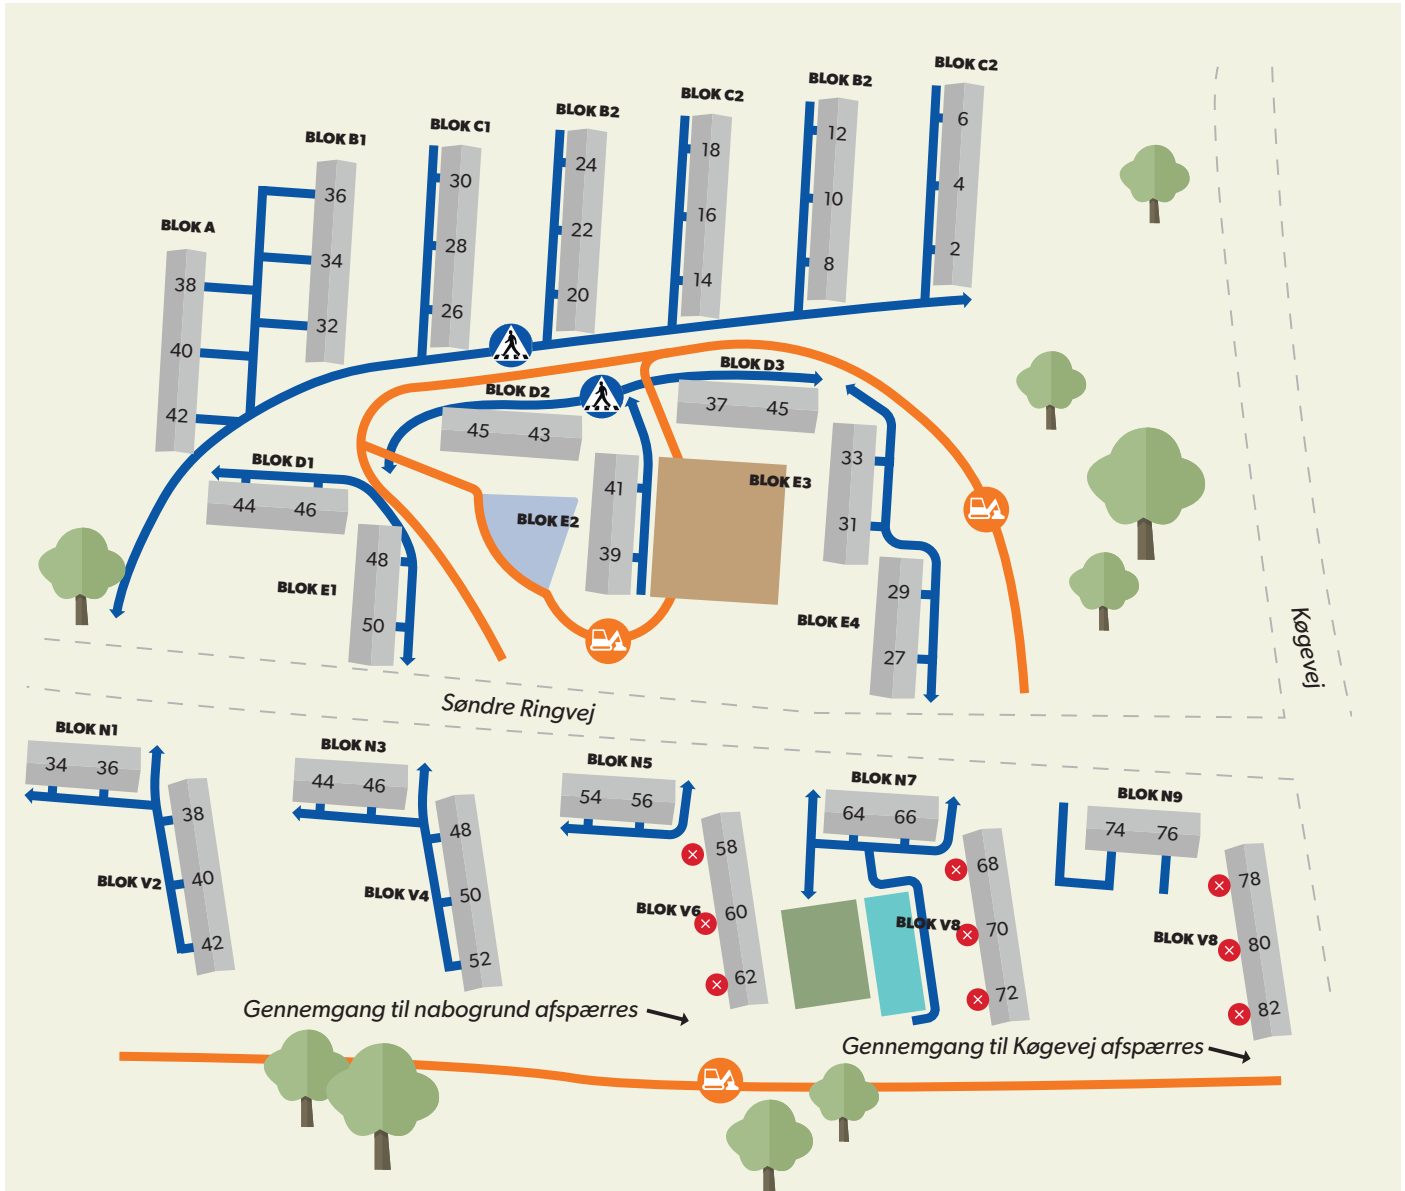 BLOK C2
BLOK B2
BLOK C2
BLOK B2
BLOK C1
BLOK B1
BLOK A
6
4
2
12
10
8
18
16
14
24
22
20
30
28
26
36
34
32
38
40
42
BLOK D3
37 45
BLOK D2
45 43
BLOK D1
44 46
BLOK E1
48
50
BLOK E2
41
39
BLOK E3
33
31
BLOK E4
29
27
Køgevej
Søndre Ringvej
BLOK N1
34 36
BLOK V2
38
40
42
BLOK N3
44 46
BLOK V4
48
50
52
BLOK N5
54 56
BLOK V6
58
60
62
BLOK N7
64 66
BLOK V8
68
70
72
BLOK N9
74 76
BLOK V8
78
80
82
Gennemgang til nabogrund afspærres
Gennemgang til Køgevej afspærres